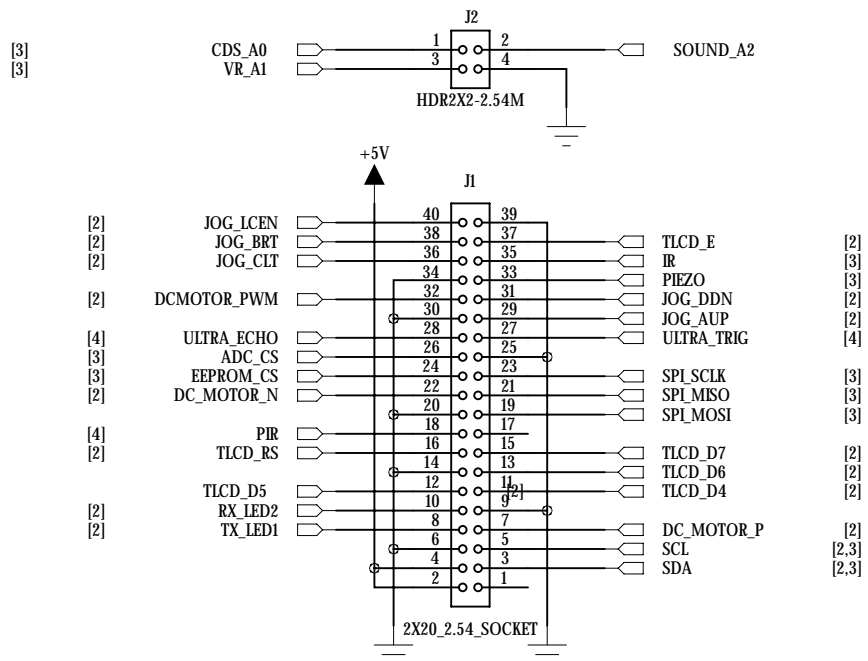 J2
[3] CDS_A0 1 2 SOUND_A2
[3] VR_A1 3 4
HDR2X2-2.54M
+5V
J1
[2] JOG_LCEN 40 39
[2] JOG_BRT 38 37 TLCD_E [2]
[2] JOG_CLT 36 35 IR [3]
34 33 PIEZO [3]
[2] DCMOTOR_PWM 32 31 JOG_DDN [2]
30 29 JOG_AUP [2]
[4] ULTRA_ECHO 28 27 ULTRA_TRIG [4]
[3] ADC_CS 26 25
[3] EEPROM_CS 24 23 SPI_SCLK [3]
[2] DC_MOTOR_N 22 21 SPI_MISO [3]
20 19 SPI_MOSI [3]
[4] PIR 18 17
[2] TLCD_RS 16 15 TLCD_D7 [2]
14 13 TLCD_D6 [2]
TLCD_D5 12 11 [2] TLCD_D4 [2]
[2] RX_LED2 10 9
[2] TX_LED1 8 7 DC_MOTOR_P [2]
6 5 SCL [2,3]
4 3 SDA [2,3]
2 1
2X20_2.54_SOCKET